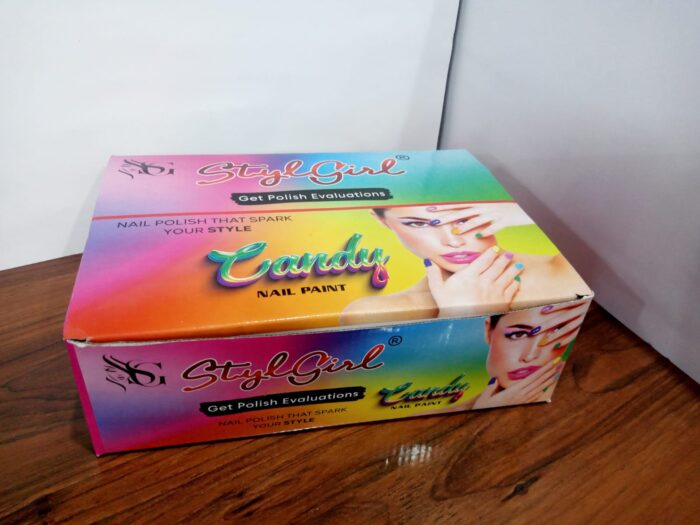 SG
StylGirl®
Get Polish Evaluations
NAIL POLISH THAT SPARK
YOUR STYLE
Candy
NAIL PAINT
SG
StylGirl®
Get Polish Evaluations
NAIL POLISH THAT SPARK
YOUR STYLE
Candy
NAIL PAINT